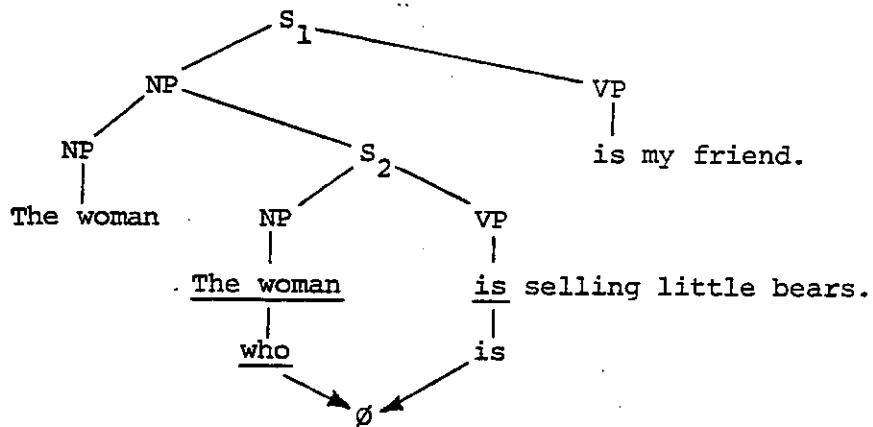 S1
NP VP
NP S2 is my friend.
The woman NP VP
The woman is selling little bears.
who is
Ø